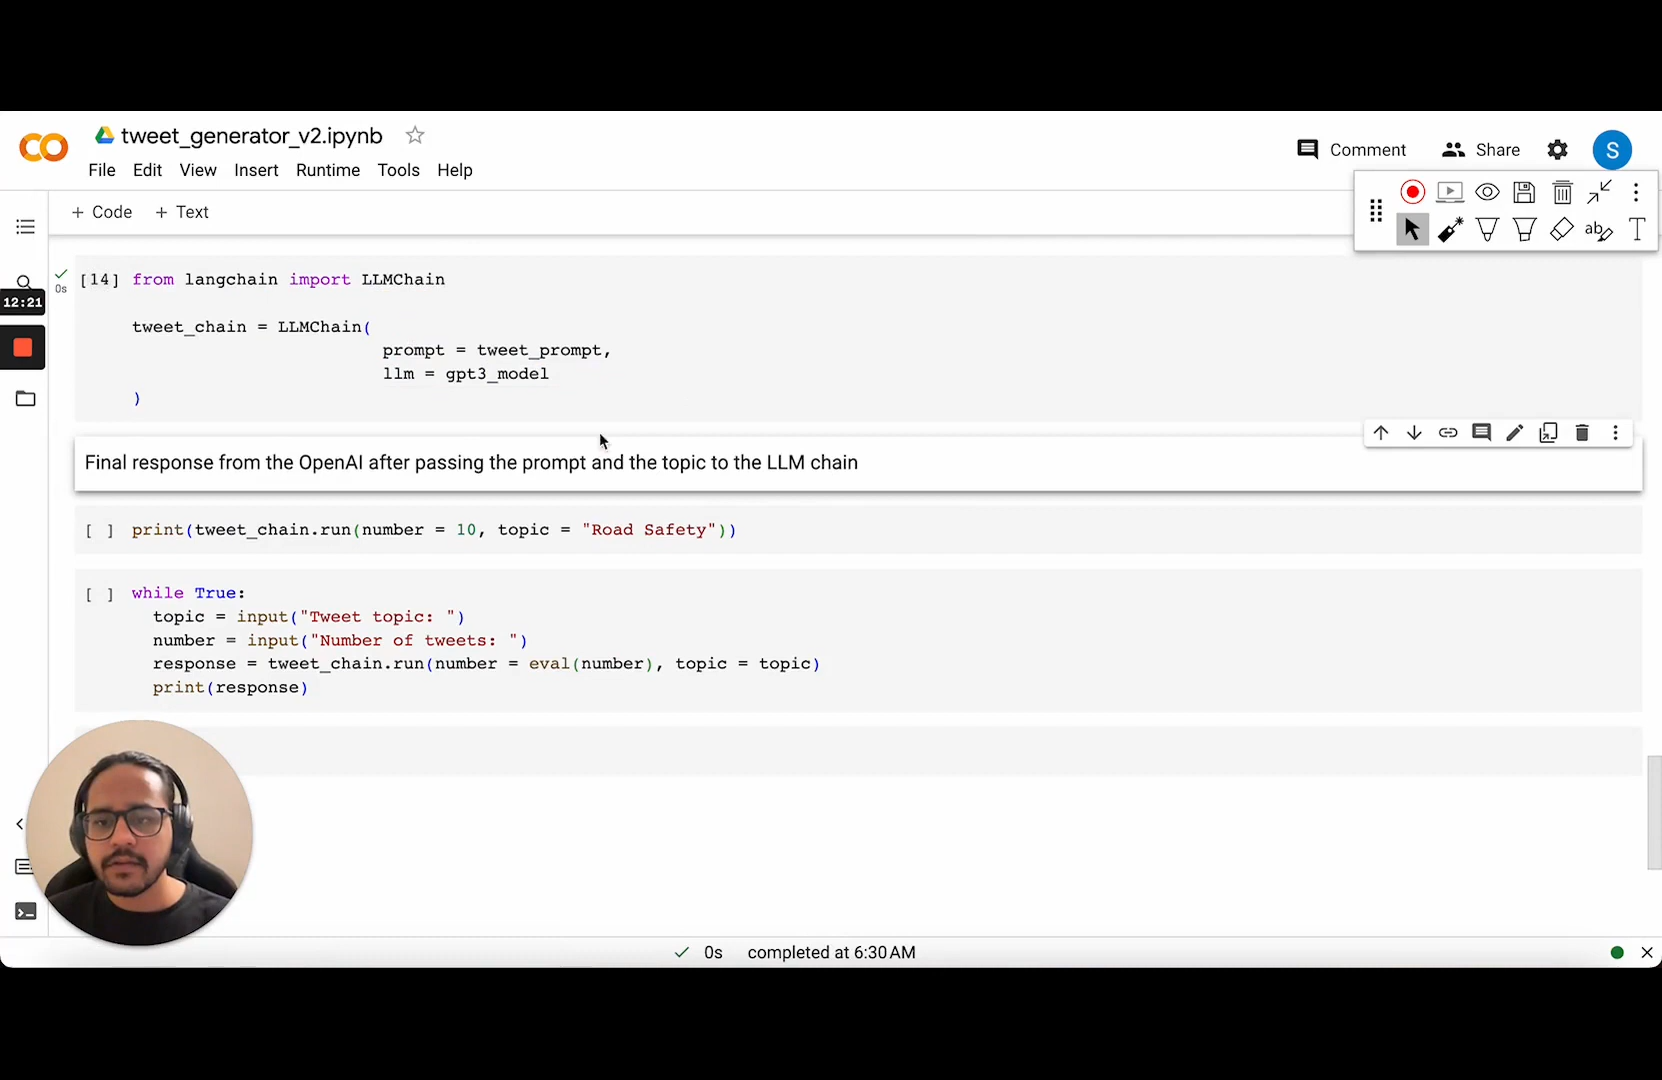 tweet_generator_v2.ipynb
Comment
Share
S
File Edit View Insert Runtime Tools Help
+ Code + Text
T
12:21
0s
[14] from langchain import LLMChain
tweet_chain = LLMChain(
prompt = tweet_prompt,
llm = gpt3_model
)
Final response from the OpenAI after passing the prompt and the topic to the LLM chain
[ ] print(tweet_chain.run(number = 10, topic = "Road Safety"))
[ ] while True:
topic = input("Tweet topic: ")
number = input("Number of tweets: ")
response = tweet_chain.run(number = eval(number), topic = topic)
print(response)
0s completed at 6:30 AM